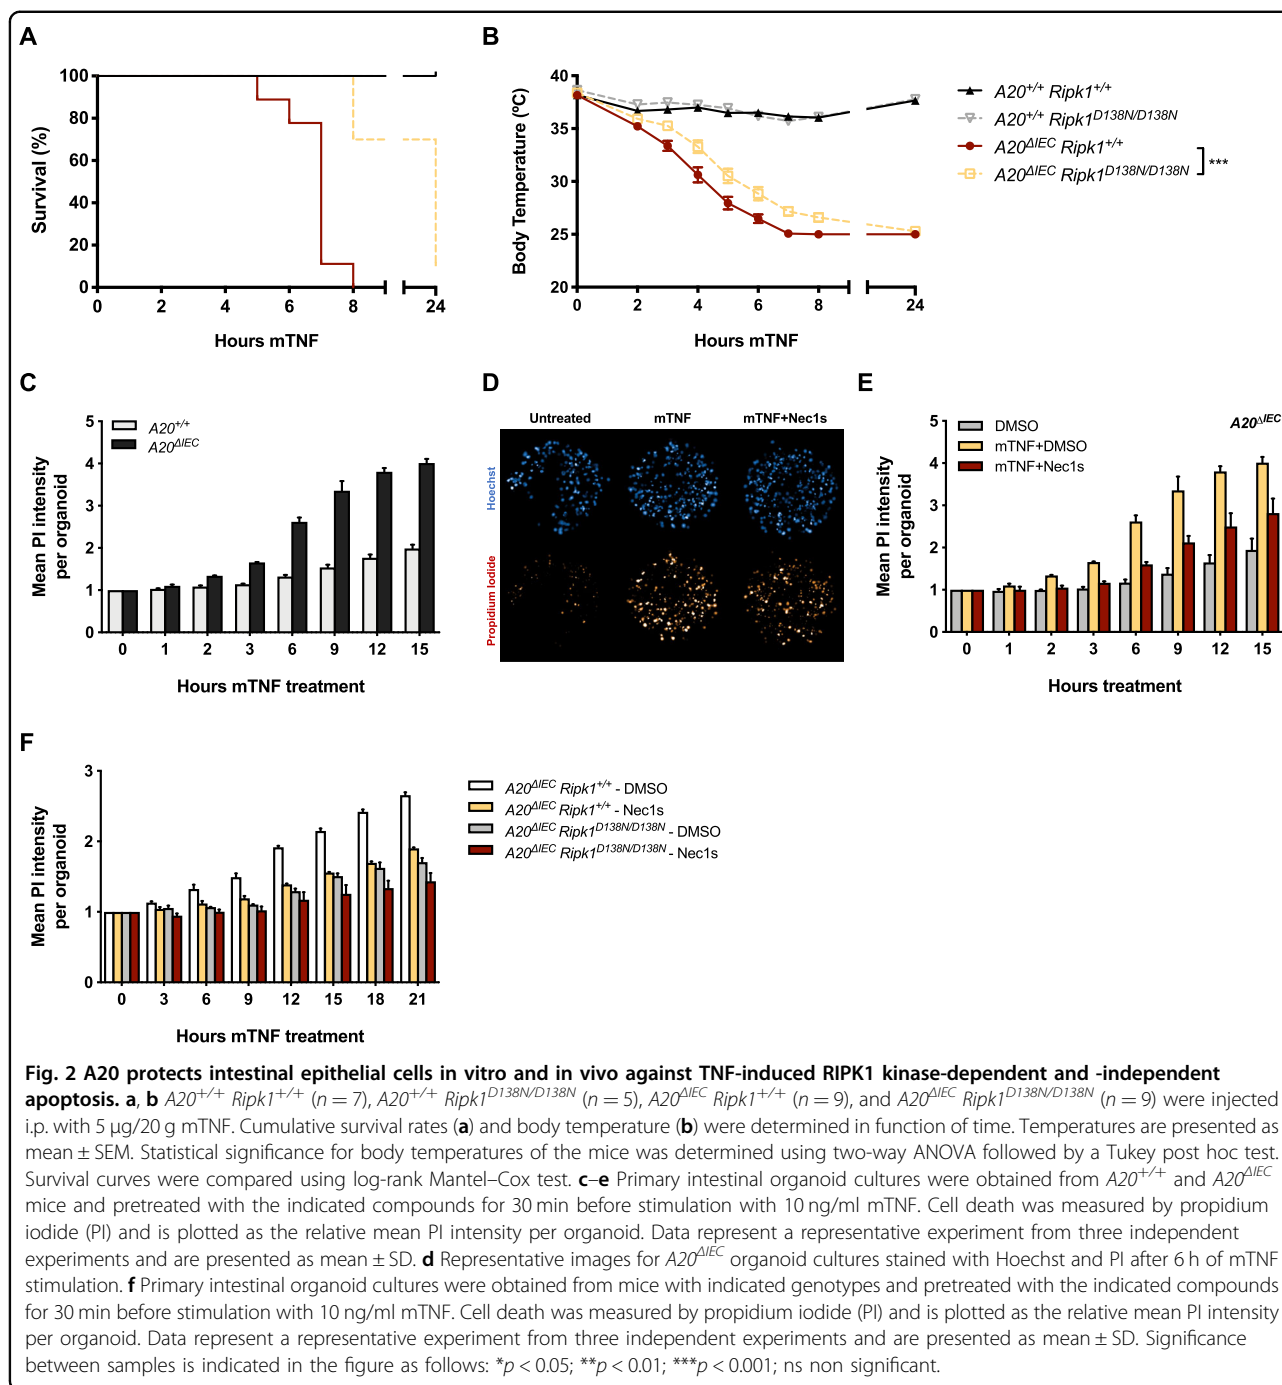 A
Survival (%)
100
80
60
40
20
0
0 2 4 6 8 24
Hours mTNF
B
Body Temperature (ºC)
40
35
30
25
20
0 2 4 6 8 24
Hours mTNF
A20+/+ Ripk1+/+
A20+/+ Ripk1D138N/D138N
A20ΔIEC Ripk1+/+
A20ΔIEC Ripk1D138N/D138N
***
C
Mean PI intensity
per organoid
5
4
3
2
1
0
A20+/+
A20ΔIEC
0 1 2 3 6 9 12 15
Hours mTNF treatment
D
Untreated mTNF mTNF+Nec1s
Hoechst
Propidium Iodide
E
Mean PI intensity
per organoid
5
4
3
2
1
0
DMSO
mTNF+DMSO
mTNF+Nec1s
A20ΔIEC
0 1 2 3 6 9 12 15
Hours treatment
F
Mean PI intensity
per organoid
3
2
1
0
0 3 6 9 12 15 18 21
Hours mTNF treatment
A20ΔIEC Ripk1+/+ - DMSO
A20ΔIEC Ripk1+/+ - Nec1s
A20ΔIEC Ripk1D138N/D138N - DMSO
A20ΔIEC Ripk1D138N/D138N - Nec1s
Fig. 2 A20 protects intestinal epithelial cells in vitro and in vivo against TNF-induced RIPK1 kinase-dependent and -independent
apoptosis. a, b A20+/+ Ripk1+/+ (n = 7), A20+/+ Ripk1D138N/D138N (n = 5), A20ΔIEC Ripk1+/+ (n = 9), and A20ΔIEC Ripk1D138N/D138N (n = 9) were injected
i.p. with 5 µg/20 g mTNF. Cumulative survival rates (a) and body temperature (b) were determined in function of time. Temperatures are presented as
mean ± SEM. Statistical significance for body temperatures of the mice was determined using two-way ANOVA followed by a Tukey post hoc test.
Survival curves were compared using log-rank Mantel–Cox test. c–e Primary intestinal organoid cultures were obtained from A20+/+ and A20ΔIEC
mice and pretreated with the indicated compounds for 30 min before stimulation with 10 ng/ml mTNF. Cell death was measured by propidium
iodide (PI) and is plotted as the relative mean PI intensity per organoid. Data represent a representative experiment from three independent
experiments and are presented as mean ± SD. d Representative images for A20ΔIEC organoid cultures stained with Hoechst and PI after 6 h of mTNF
stimulation. f Primary intestinal organoid cultures were obtained from mice with indicated genotypes and pretreated with the indicated compounds
for 30 min before stimulation with 10 ng/ml mTNF. Cell death was measured by propidium iodide (PI) and is plotted as the relative mean PI intensity
per organoid. Data represent a representative experiment from three independent experiments and are presented as mean ± SD. Significance
between samples is indicated in the figure as follows: *p < 0.05; **p < 0.01; ***p < 0.001; ns non significant.